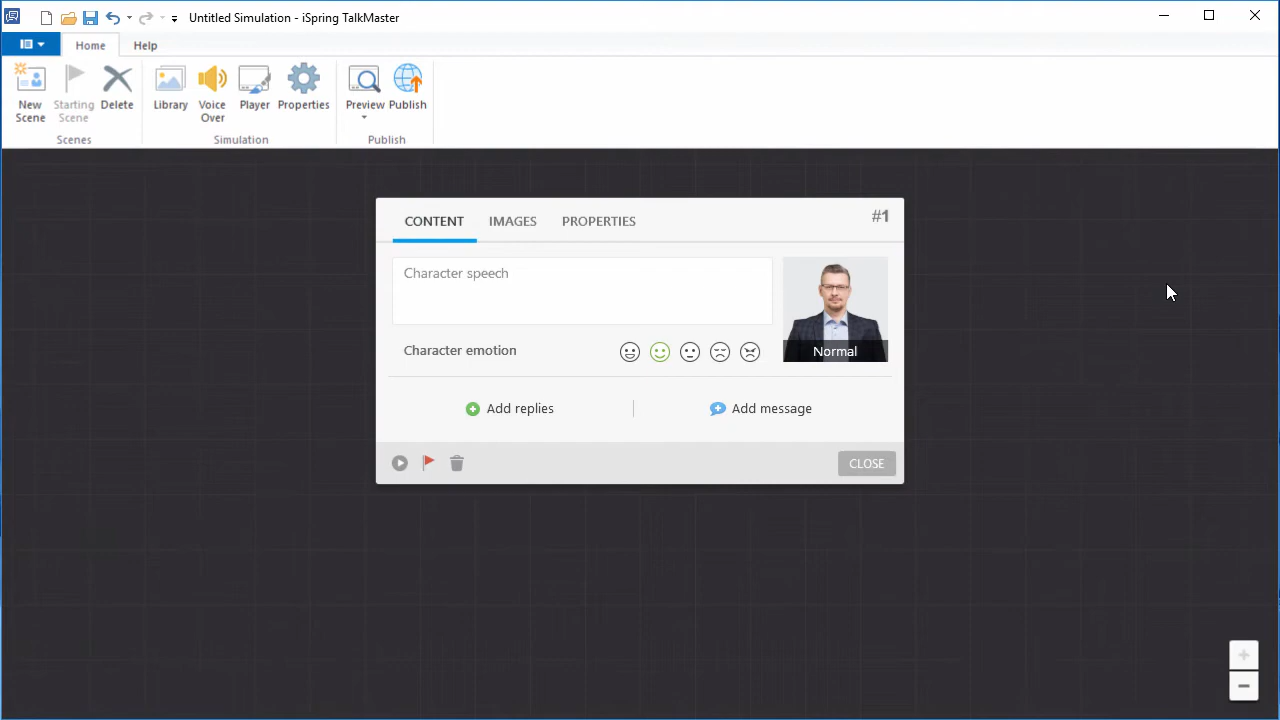 Untitled Simulation - iSpring TalkMaster
Home Help
New Scene
Starting Scene
Delete
Library
Voice Over
Player
Properties
Preview
Publish
Scenes
Simulation
Publish
CONTENT IMAGES PROPERTIES #1
Character speech
Normal
Character emotion
Add replies
Add message
CLOSE